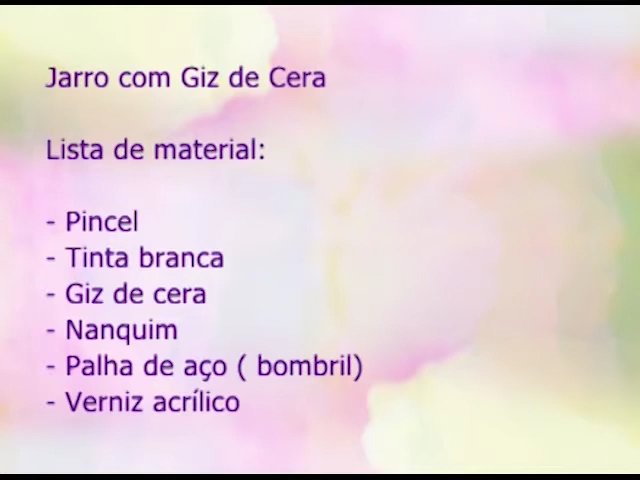 Jarro com Giz de Cera
Lista de material:
- Pincel
- Tinta branca
- Giz de cera
- Nanquim
- Palha de aço ( bombril)
- Verniz acrílico